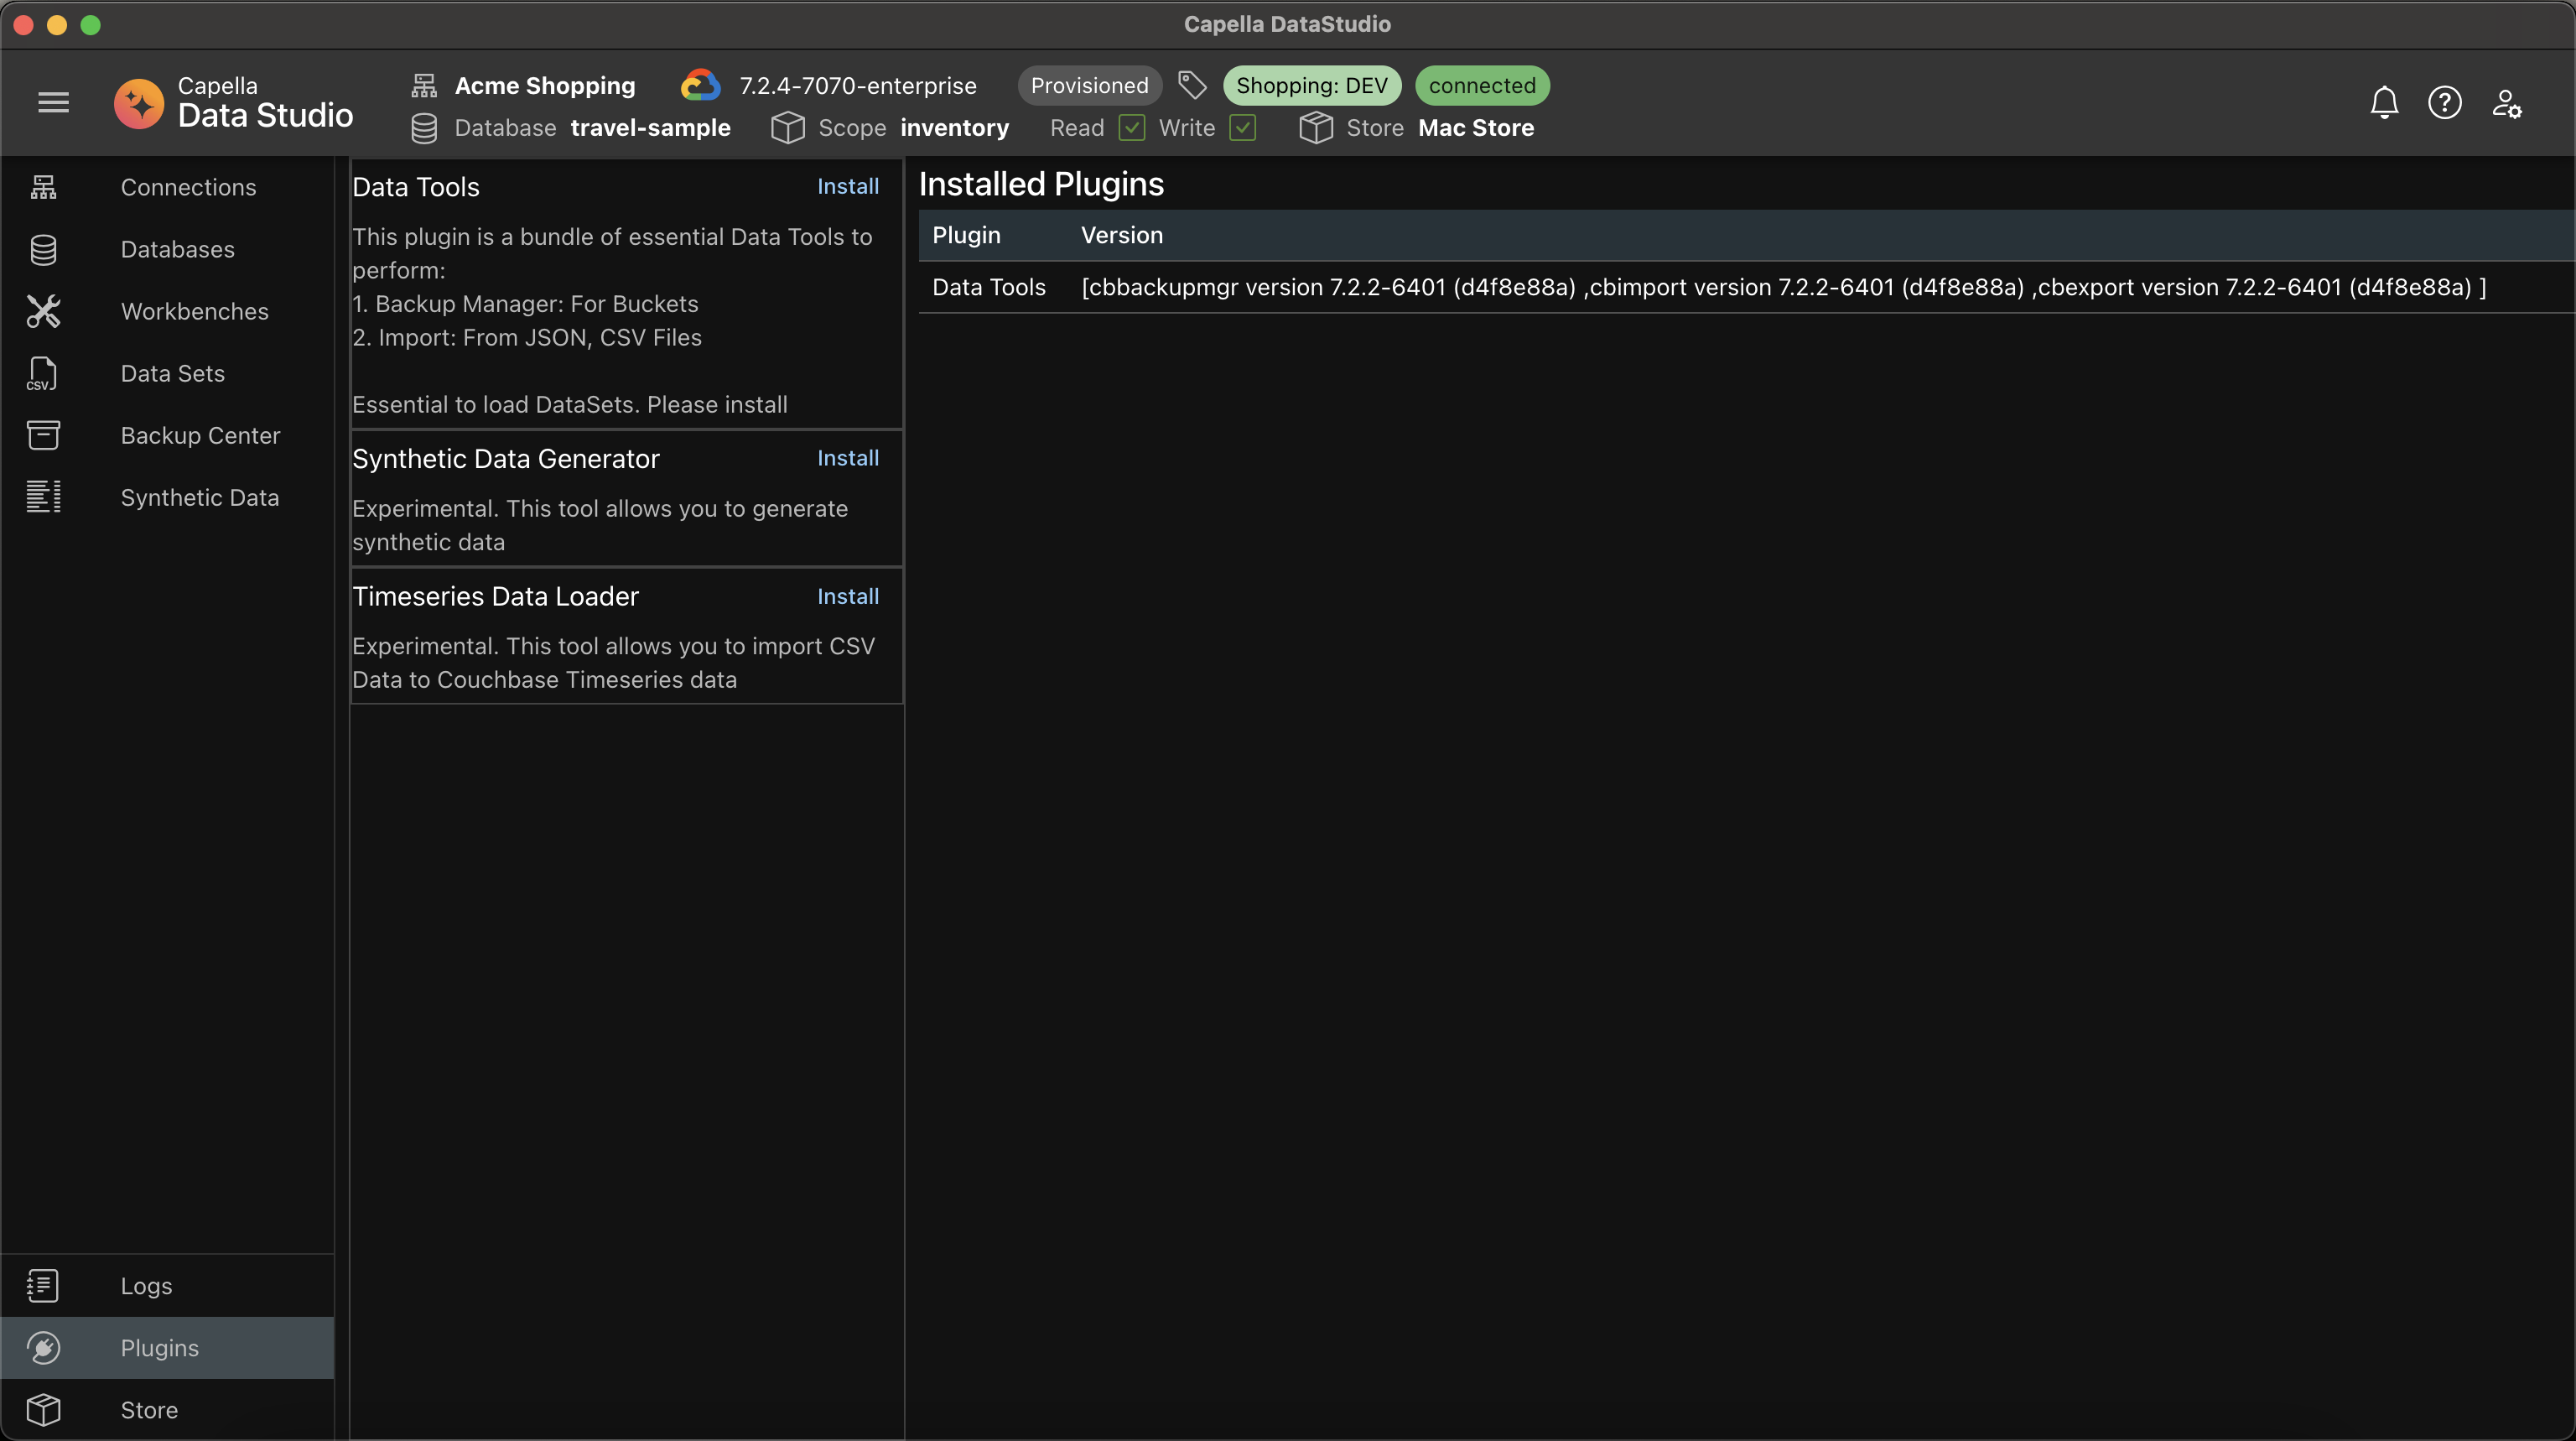 Capella DataStudio
Capella
Data Studio
Acme Shopping 7.2.4-7070-enterprise Provisioned Shopping: DEV connected
Database travel-sample Scope inventory Read Write Store Mac Store
Connections
Databases
Workbenches
CSV Data Sets
Backup Center
Synthetic Data
Logs
Plugins
Store
Data Tools Install
This plugin is a bundle of essential Data Tools to
perform:
1. Backup Manager: For Buckets
2. Import: From JSON, CSV Files
Essential to load DataSets. Please install
Synthetic Data Generator Install
Experimental. This tool allows you to generate
synthetic data
Timeseries Data Loader Install
Experimental. This tool allows you to import CSV
Data to Couchbase Timeseries data
Installed Plugins
Plugin Version
Data Tools [cbbackupmgr version 7.2.2-6401 (d4f8e88a) ,cbimport version 7.2.2-6401 (d4f8e88a) ,cbexport version 7.2.2-6401 (d4f8e88a) ]